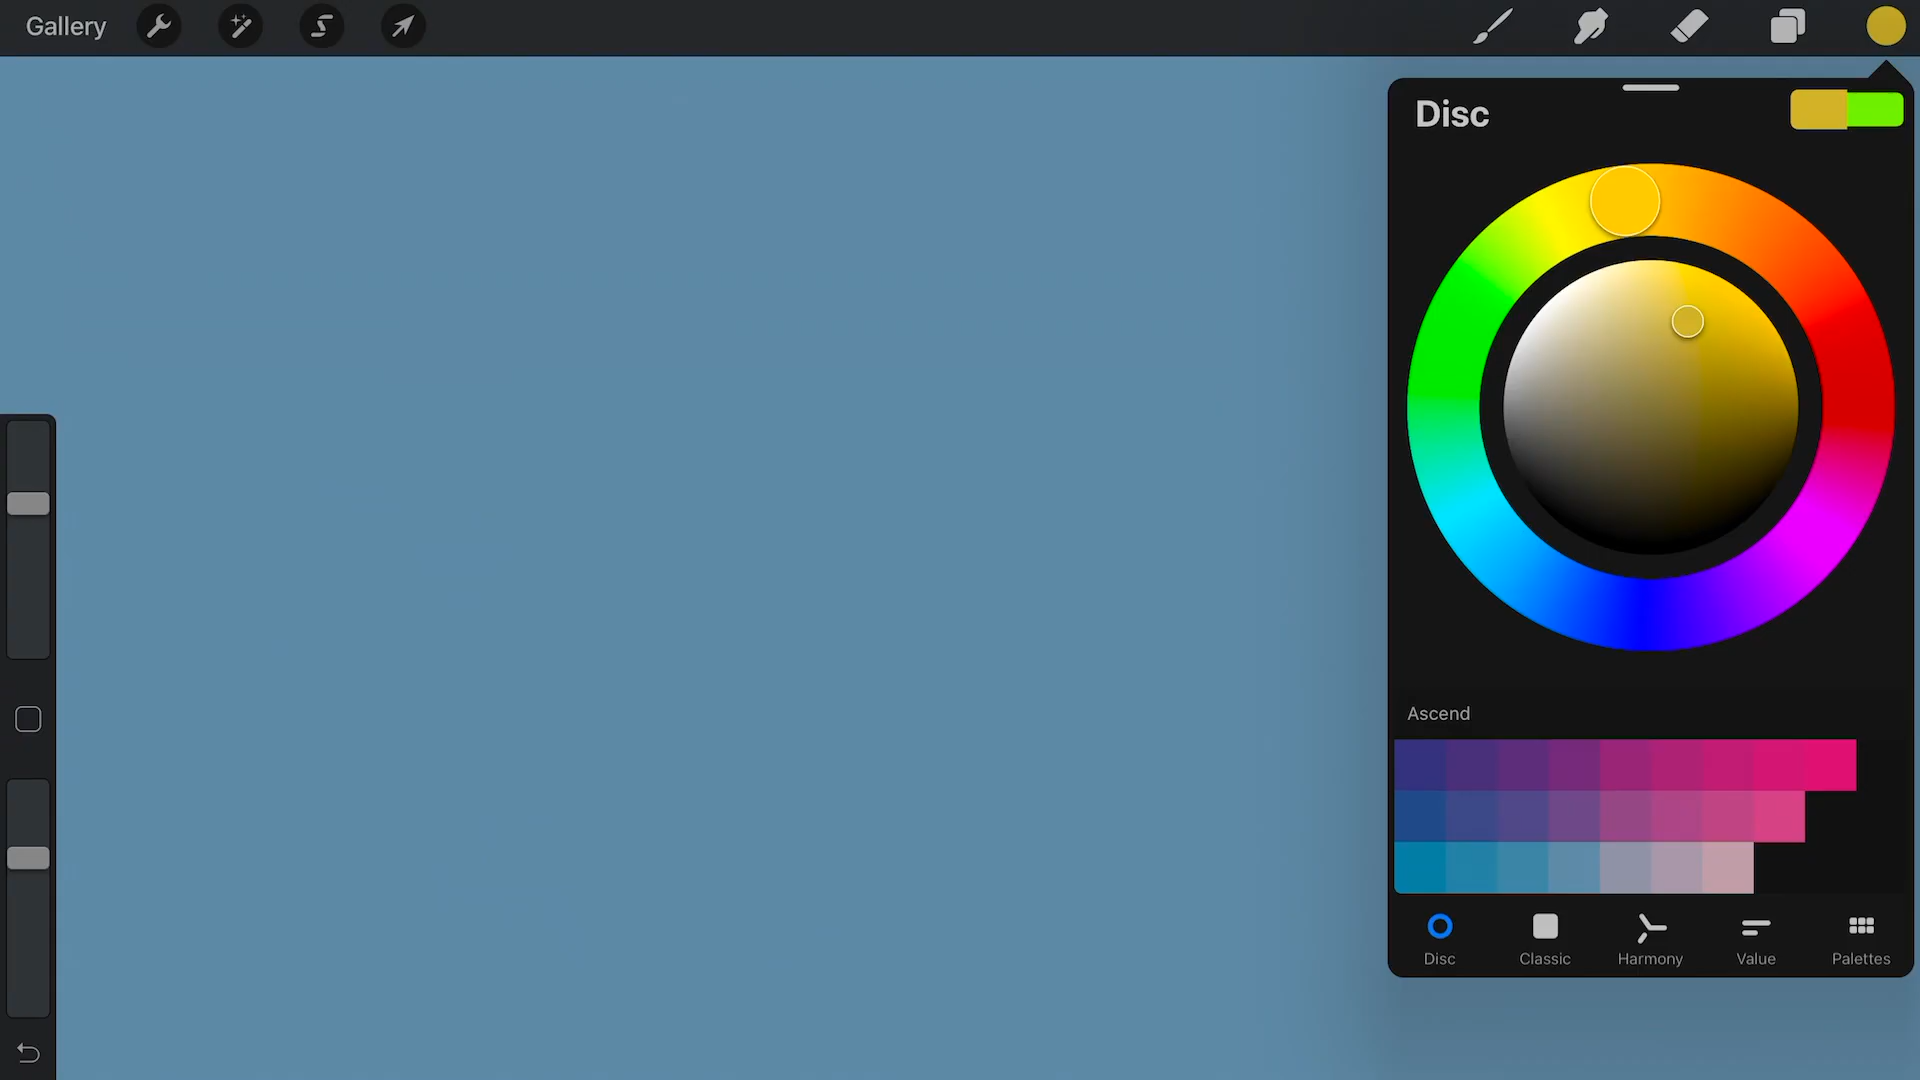 Gallery
Disc
Ascend
Disc
Classic
Harmony
Value
Palettes